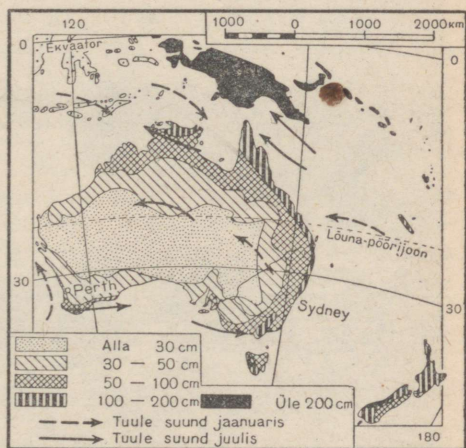 120
1000 0 1000 2000 км
0
Ekvaator
0
Lõuna-pöörijoon
30
Perth
Sydney
30
Alla 30 cm
30 — 50 cm
50 — 100 cm
100 — 200 cm
Üle 200 cm
Tuule suund jaanuaris
Tuule suund juulis
180